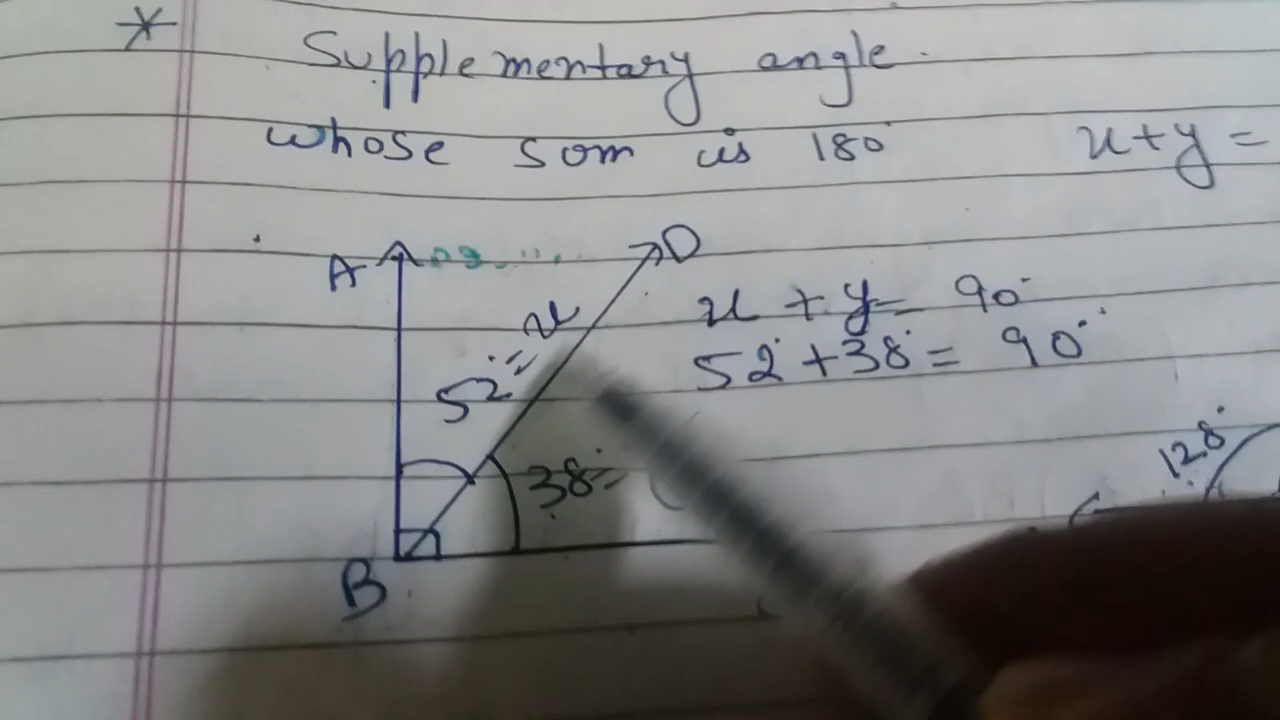 * Supplementary angle.
whose som is 180°
x + y =
A
D
52° = x
x + y = 90°
52° + 38° = 90°
128°
38° =
B